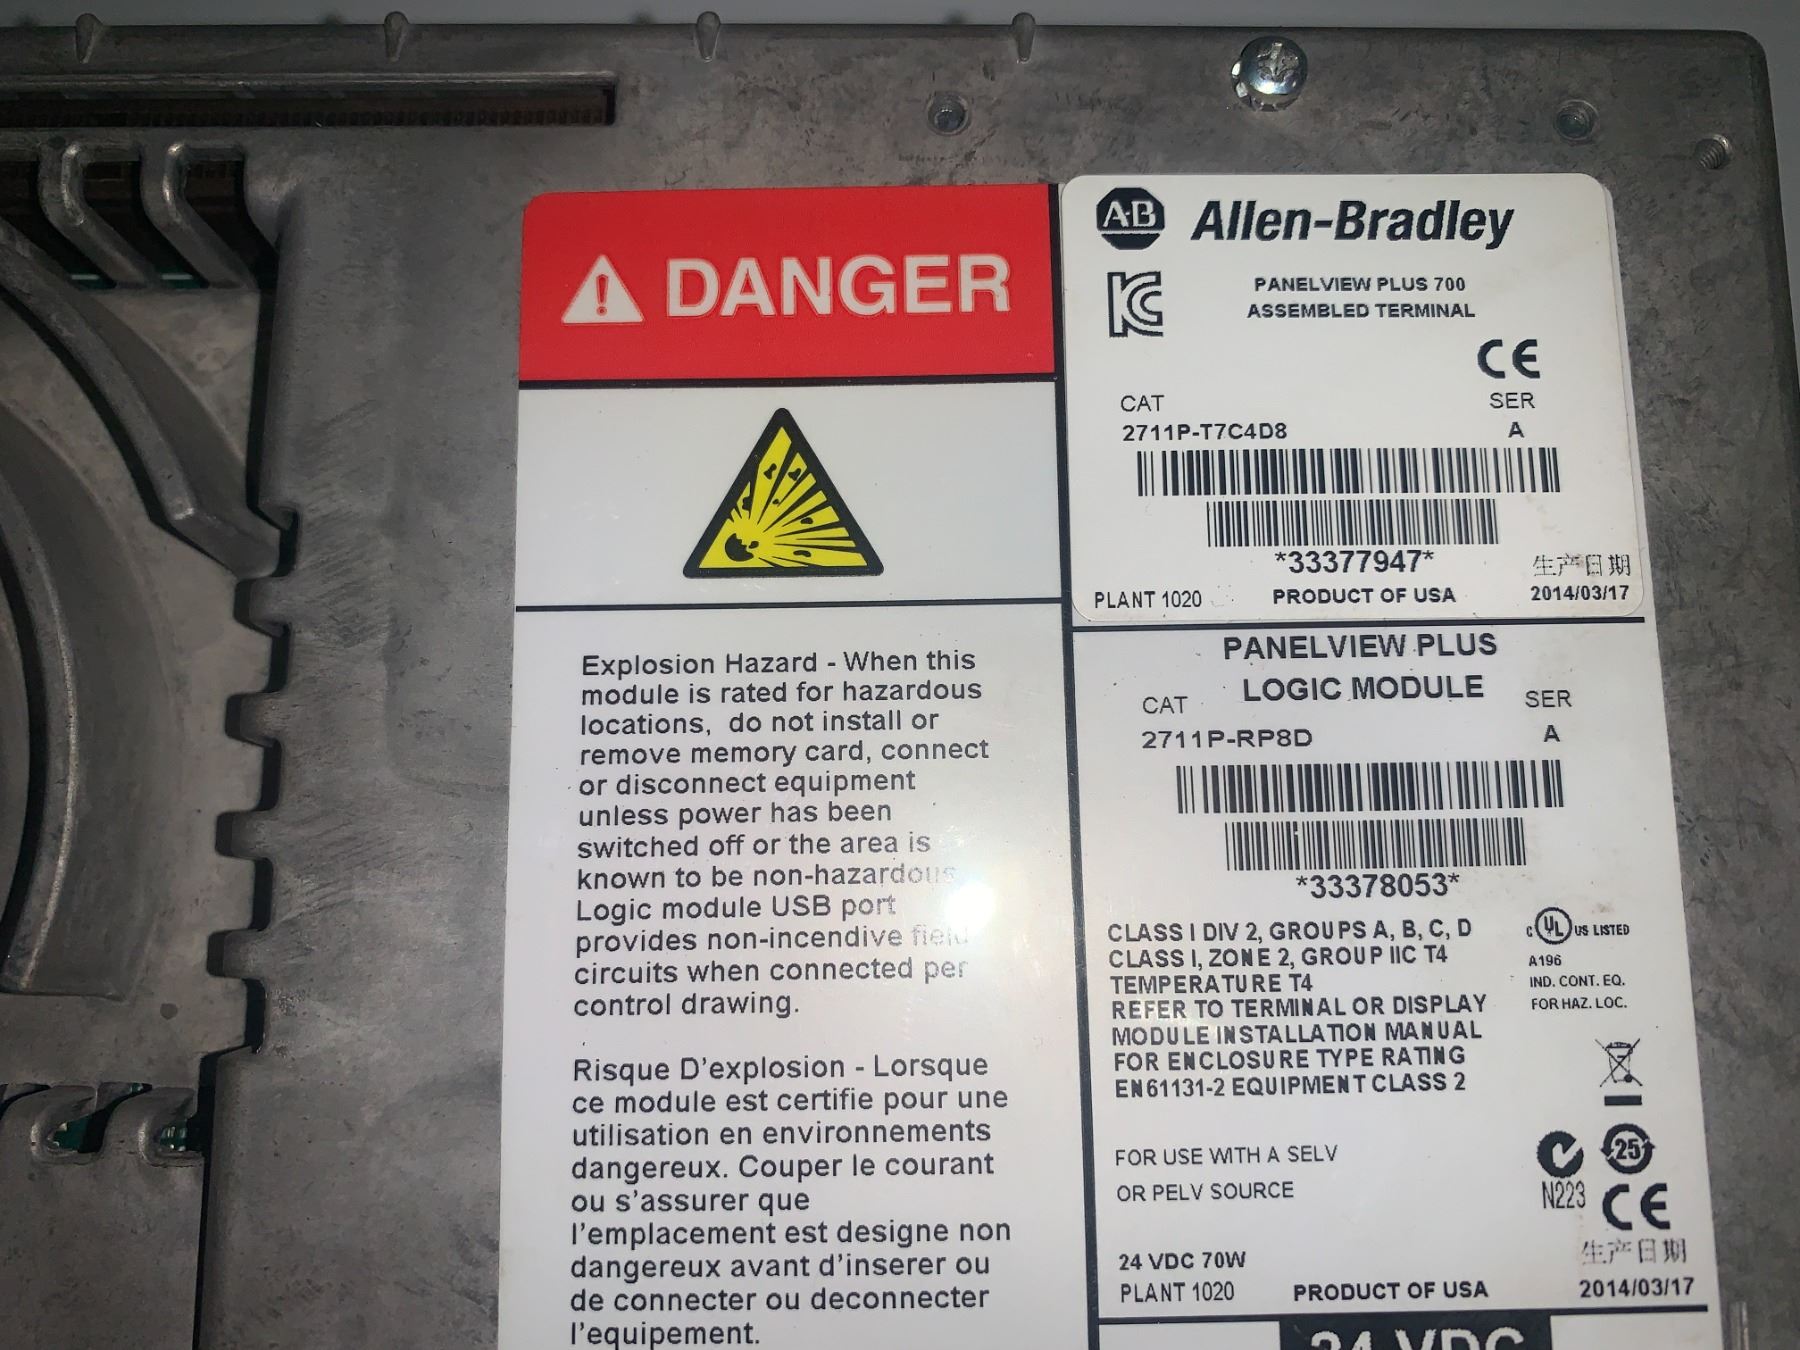 DANGER
Explosion Hazard - When this
module is rated for hazardous
locations, do not install or
remove memory card, connect
or disconnect equipment
unless power has been
switched off or the area is
known to be non-hazardous
Logic module USB port
provides non-incendive field
circuits when connected per
control drawing.
Risque D'explosion - Lorsque
ce module est certifie pour une
utilisation en environnements
dangereux. Couper le courant
ou s'assurer que
l'emplacement est designe non
dangereux avant d'inserer ou
de connecter ou deconnecter
l'equipement.
A-B Allen-Bradley
PANELVIEW PLUS 700
ASSEMBLED TERMINAL
CE
CAT SER
2711P-T7C4D8 A
*33377947*
生产日期
PLANT 1020 PRODUCT OF USA 2014/03/17
PANELVIEW PLUS
LOGIC MODULE
CAT SER
2711P-RP8D A
*33378053*
CLASS I DIV 2, GROUPS A, B, C, D
CLASS I, ZONE 2, GROUP IIC T4
TEMPERATURE T4
REFER TO TERMINAL OR DISPLAY
MODULE INSTALLATION MANUAL
FOR ENCLOSURE TYPE RATING
EN61131-2 EQUIPMENT CLASS 2
C UL US LISTED
A196
IND. CONT. EQ.
FOR HAZ. LOC.
FOR USE WITH A SELV
OR PELV SOURCE
25
N223 CE
生产日期
24 VDC 70W
PLANT 1020 PRODUCT OF USA 2014/03/17
24 VDC